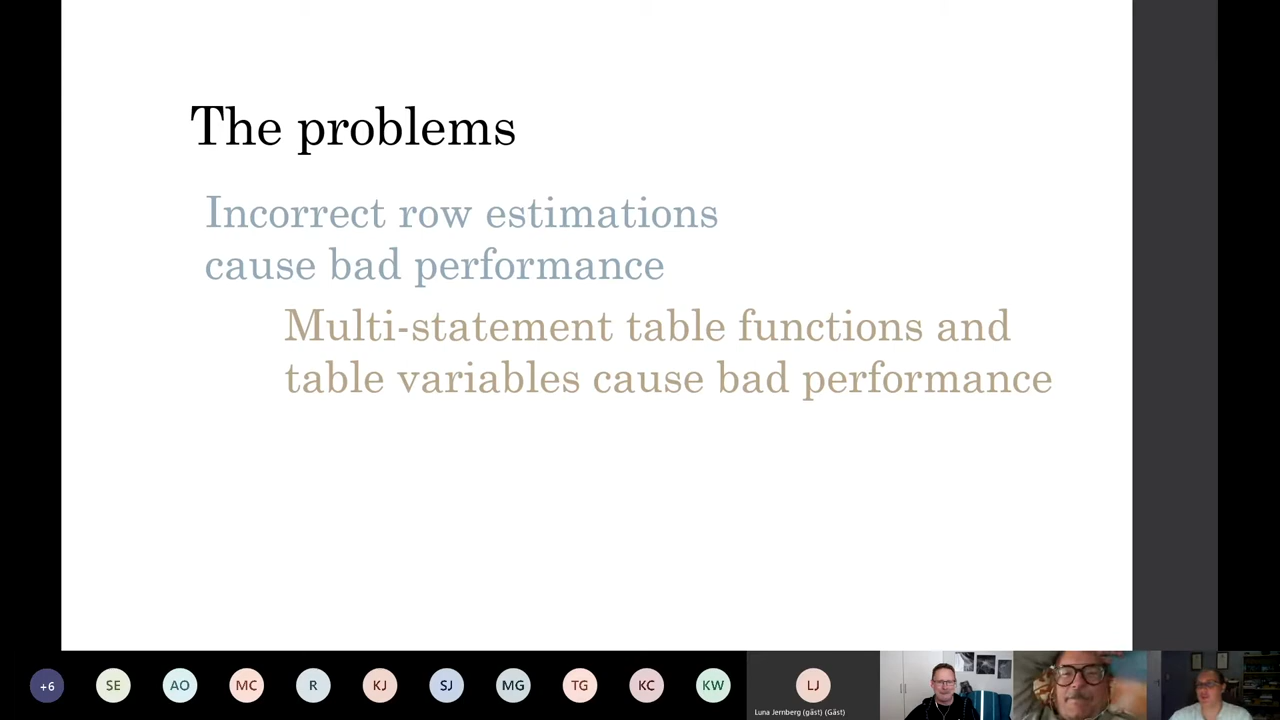 The problems
Incorrect row estimations
cause bad performance
Multi-statement table functions and
table variables cause bad performance
+6
SE
AO
MC
R
KJ
SJ
MG
TG
KC
KW
LJ
Luna Jernberg (gäst) (Gäst)